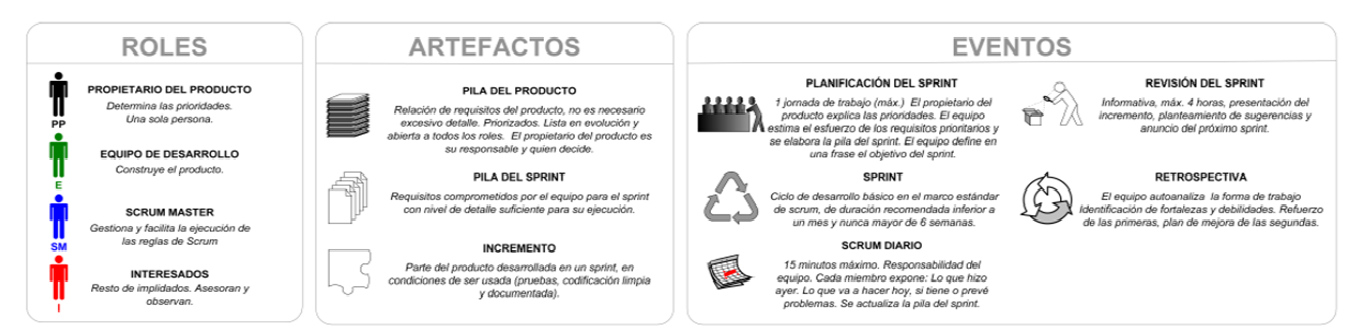 ROLES
PROPIETARIO DEL PRODUCTO
Determina las prioridades.
Una sola persona.
PP
EQUIPO DE DESARROLLO
Construye el producto.
E
SCRUM MASTER
Gestiona y facilita la ejecución de
las reglas de Scrum
SM
INTERESADOS
Resto de implidados. Asesoran y
observan.
I
ARTEFACTOS
PILA DEL PRODUCTO
Relación de requisitos del producto, no es necesario
excesivo detalle. Priorizados. Lista en evolución y
abierta a todos los roles. El propietario del producto es
su responsable y quien decide.
PILA DEL SPRINT
Requisitos comprometidos por el equipo para el sprint
con nivel de detalle suficiente para su ejecución.
INCREMENTO
Parte del producto desarrollada en un sprint, en
condiciones de ser usada (pruebas, codificación limpia
y documentada).
EVENTOS
PLANIFICACIÓN DEL SPRINT
1 jornada de trabajo (máx.) El propietario del
producto explica las prioridades. El equipo
estima el esfuerzo de los requisitos prioritarios y
se elabora la pila del sprint. El equipo define en
una frase el objetivo del sprint.
SPRINT
Ciclo de desarrollo básico en el marco estándar
de scrum, de duración recomendada inferior a
un mes y nunca mayor de 6 semanas.
SCRUM DIARIO
15 minutos máximo. Responsabilidad del
equipo. Cada miembro expone: Lo que hizo
ayer. Lo que va a hacer hoy, si tiene o prevé
problemas. Se actualiza la pila del sprint.
REVISIÓN DEL SPRINT
Informativa, máx. 4 horas, presentación del
incremento, planteamiento de sugerencias y
anuncio del próximo sprint.
RETROSPECTIVA
El equipo autoanaliza la forma de trabajo
Identificación de fortalezas y debilidades. Refuerzo
de las primeras, plan de mejora de las segundas.